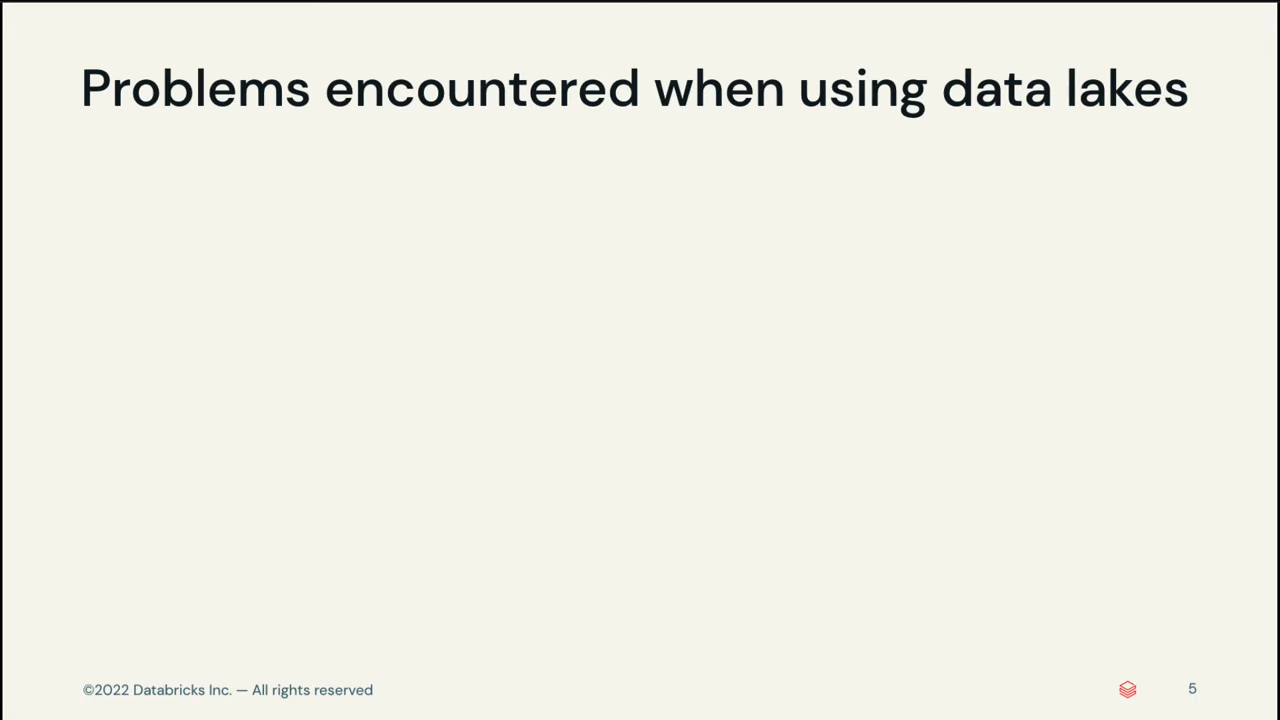 Problems encountered when using data lakes
©2022 Databricks Inc. — All rights reserved
5